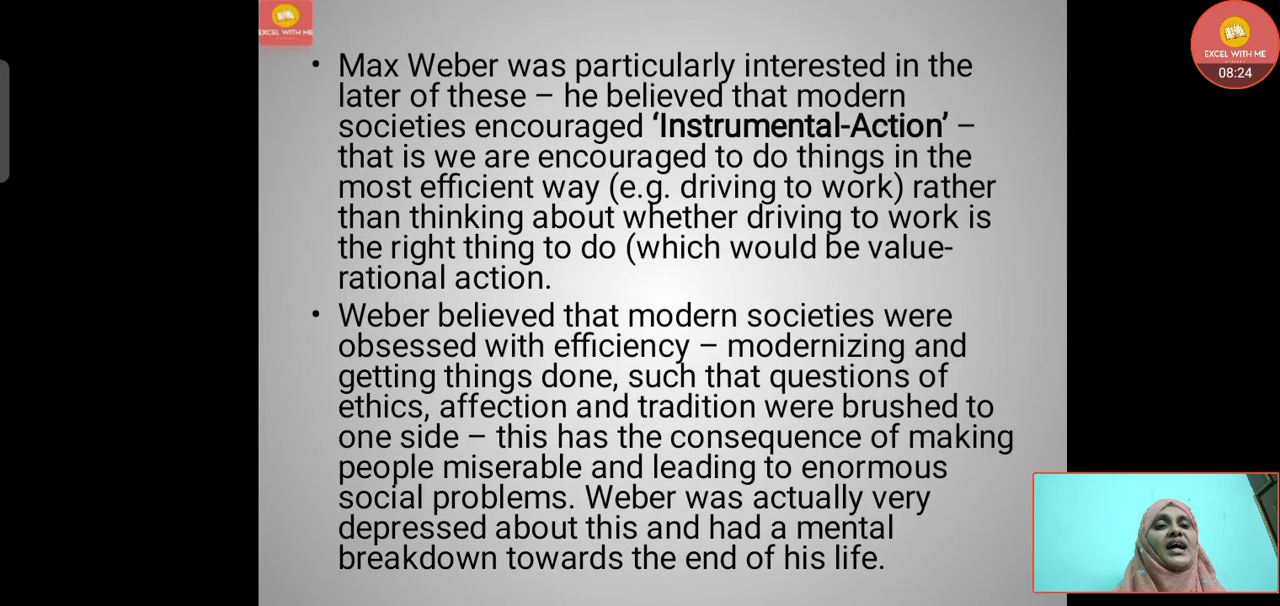 EXCEL WITH ME
EXCEL WITH ME
08:24
• Max Weber was particularly interested in the
later of these – he believed that modern
societies encouraged ‘Instrumental-Action’ –
that is we are encouraged to do things in the
most efficient way (e.g. driving to work) rather
than thinking about whether driving to work is
the right thing to do (which would be value-
rational action.
• Weber believed that modern societies were
obsessed with efficiency – modernizing and
getting things done, such that questions of
ethics, affection and tradition were brushed to
one side – this has the consequence of making
people miserable and leading to enormous
social problems. Weber was actually very
depressed about this and had a mental
breakdown towards the end of his life.